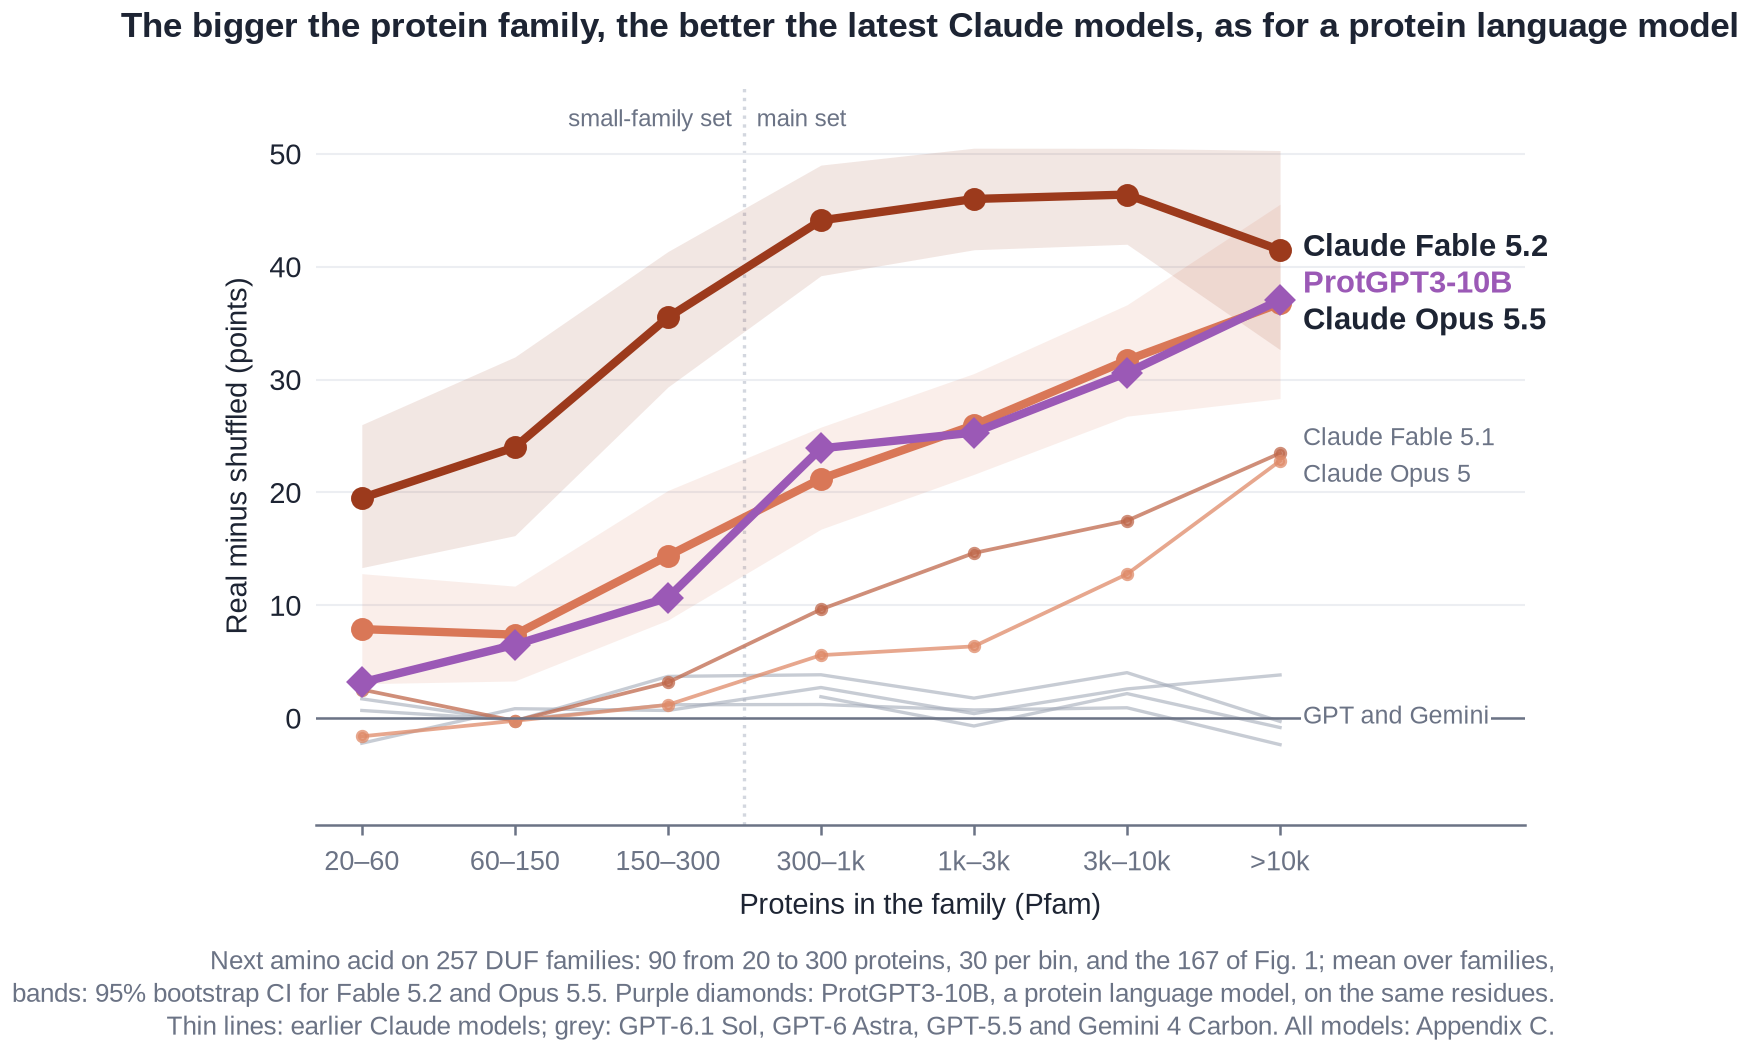 The bigger the protein family, the better the latest Claude models, as for a protein language model
small-family set
main set
50
40
30
20
10
0
Real minus shuffled (points)
Claude Fable 5.2
ProtGPT3-10B
Claude Opus 5.5
Claude Fable 5.1
Claude Opus 5
GPT and Gemini
20–60
60–150
150–300
300–1k
1k–3k
3k–10k
>10k
Proteins in the family (Pfam)
Next amino acid on 257 DUF families: 90 from 20 to 300 proteins, 30 per bin, and the 167 of Fig. 1; mean over families,
bands: 95% bootstrap CI for Fable 5.2 and Opus 5.5. Purple diamonds: ProtGPT3-10B, a protein language model, on the same residues.
Thin lines: earlier Claude models; grey: GPT-6.1 Sol, GPT-6 Astra, GPT-5.5 and Gemini 4 Carbon. All models: Appendix C.